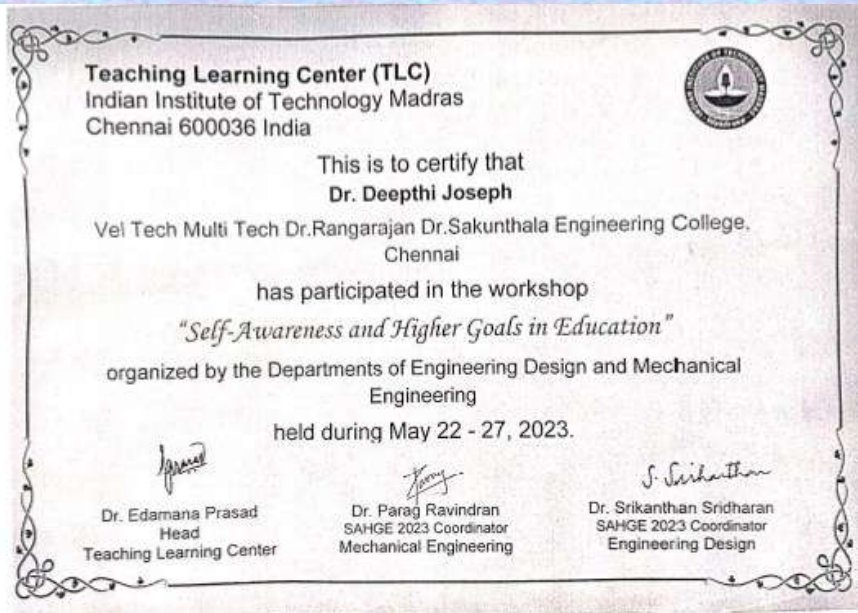 Teaching Learning Center (TLC)
Indian Institute of Technology Madras
Chennai 600036 India
This is to certify that
Dr. Deepthi Joseph
Vel Tech Multi Tech Dr.Rangarajan Dr.Sakunthala Engineering College,
Chennai
has participated in the workshop
"Self-Awareness and Higher Goals in Education"
organized by the Departments of Engineering Design and Mechanical
Engineering
held during May 22 - 27, 2023.
S. Srikanthan
Dr. Edamana Prasad
Head
Teaching Learning Center
Dr. Parag Ravindran
SAHGE 2023 Coordinator
Mechanical Engineering
Dr. Srikanthan Sridharan
SAHGE 2023 Coordinator
Engineering Design